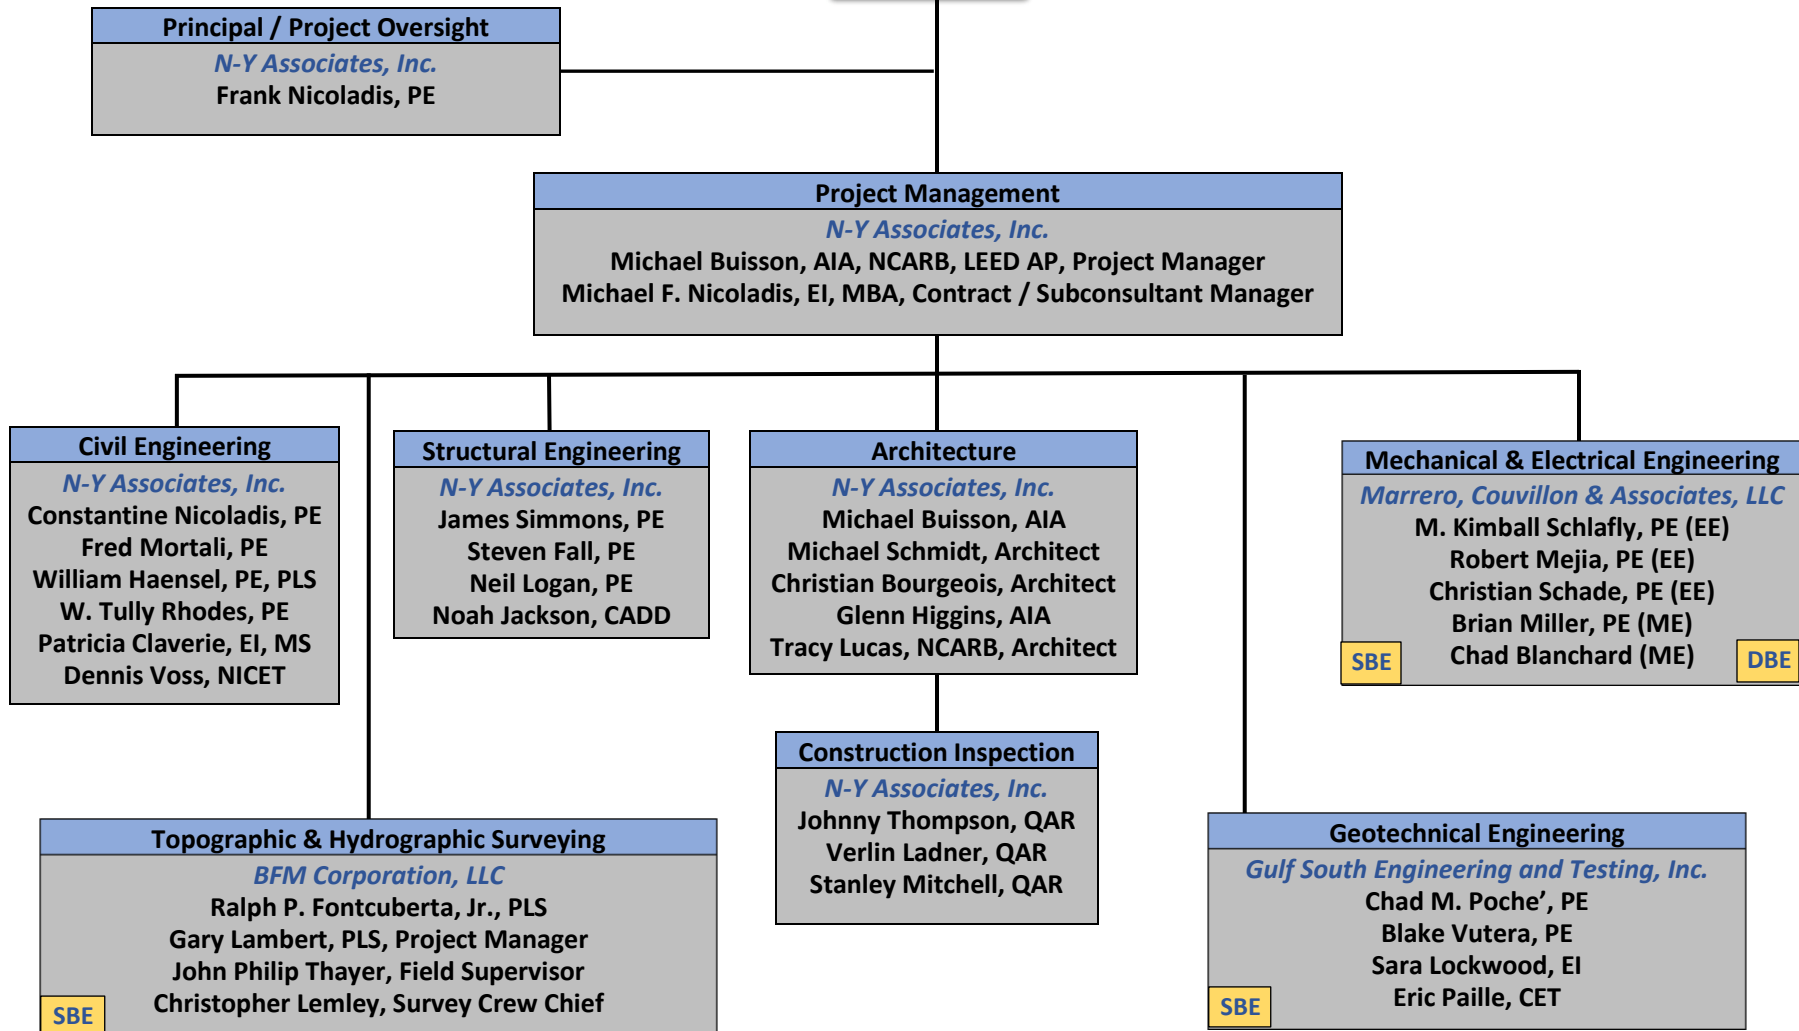 Principal / Project Oversight
N-Y Associates, Inc.
Frank Nicoladis, PE
Project Management
N-Y Associates, Inc.
Michael Buisson, AIA, NCARB, LEED AP, Project Manager
Michael F. Nicoladis, EI, MBA, Contract / Subconsultant Manager
Civil Engineering
N-Y Associates, Inc.
Constantine Nicoladis, PE
Fred Mortali, PE
William Haensel, PE, PLS
W. Tully Rhodes, PE
Patricia Claverie, EI, MS
Dennis Voss, NICET
Structural Engineering
N-Y Associates, Inc.
James Simmons, PE
Steven Fall, PE
Neil Logan, PE
Noah Jackson, CADD
Architecture
N-Y Associates, Inc.
Michael Buisson, AIA
Michael Schmidt, Architect
Christian Bourgeois, Architect
Glenn Higgins, AIA
Tracy Lucas, NCARB, Architect
Mechanical & Electrical Engineering
Marrero, Couvillon & Associates, LLC
M. Kimball Schlafly, PE (EE)
Robert Mejia, PE (EE)
Christian Schade, PE (EE)
Brian Miller, PE (ME)
Chad Blanchard (ME)
SBE
DBE
Construction Inspection
N-Y Associates, Inc.
Johnny Thompson, QAR
Verlin Ladner, QAR
Stanley Mitchell, QAR
Topographic & Hydrographic Surveying
BFM Corporation, LLC
Ralph P. Fontcuberta, Jr., PLS
Gary Lambert, PLS, Project Manager
John Philip Thayer, Field Supervisor
Christopher Lemley, Survey Crew Chief
SBE
Geotechnical Engineering
Gulf South Engineering and Testing, Inc.
Chad M. Poche’, PE
Blake Vutera, PE
Sara Lockwood, EI
Eric Paille, CET
SBE